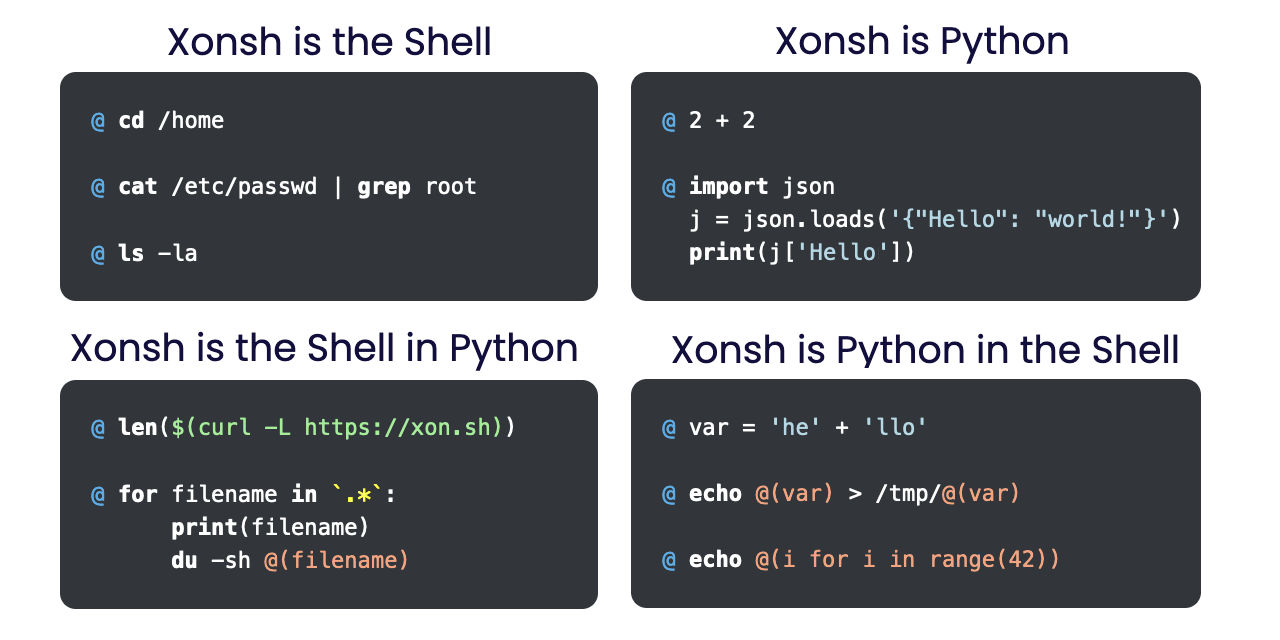 Xonsh is the Shell
@ cd /home
@ cat /etc/passwd | grep root
@ ls -la
Xonsh is Python
@ 2 + 2
@ import json
j = json.loads('{"Hello": "world!"}')
print(j['Hello'])
Xonsh is the Shell in Python
@ len($(curl -L https://xon.sh))
@ for filename in `.*`:
print(filename)
du -sh @(filename)
Xonsh is Python in the Shell
@ var = 'he' + 'llo'
@ echo @(var) > /tmp/@(var)
@ echo @(i for i in range(42))